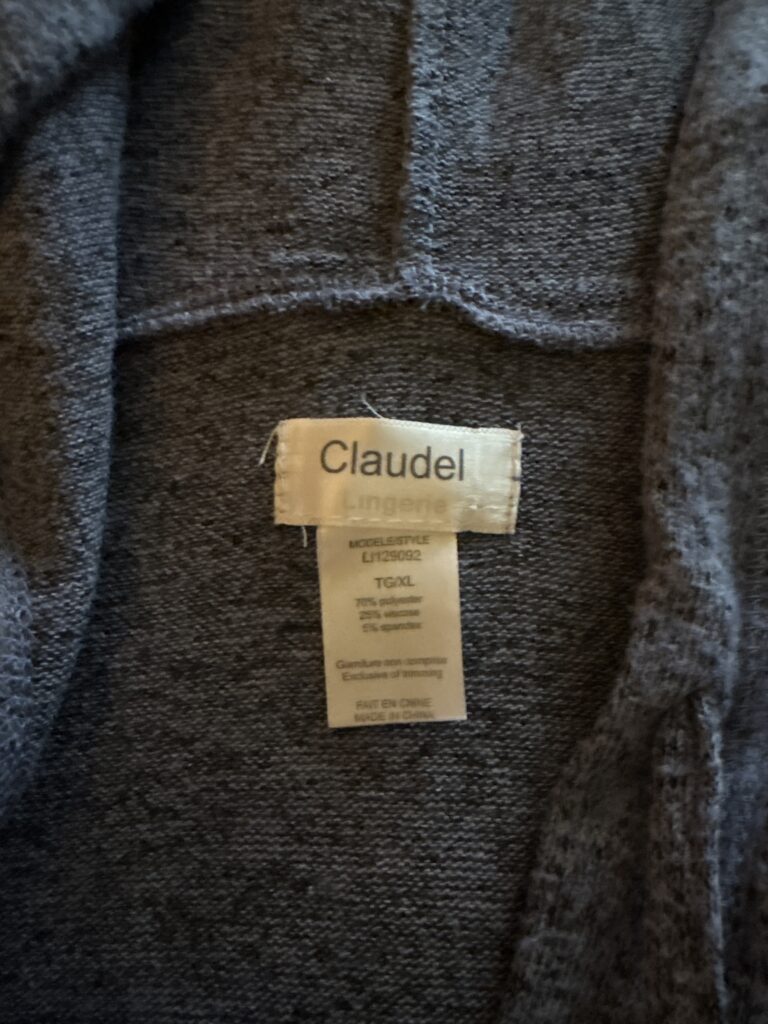 Claudel
Lingerie
MODELE/STYLE
LI129092
TG/XL
70% polyester
25% viscose
5% spandex
Garniture non comprise
Exclusive of trimming
FAIT EN CHINE
MADE IN CHINA